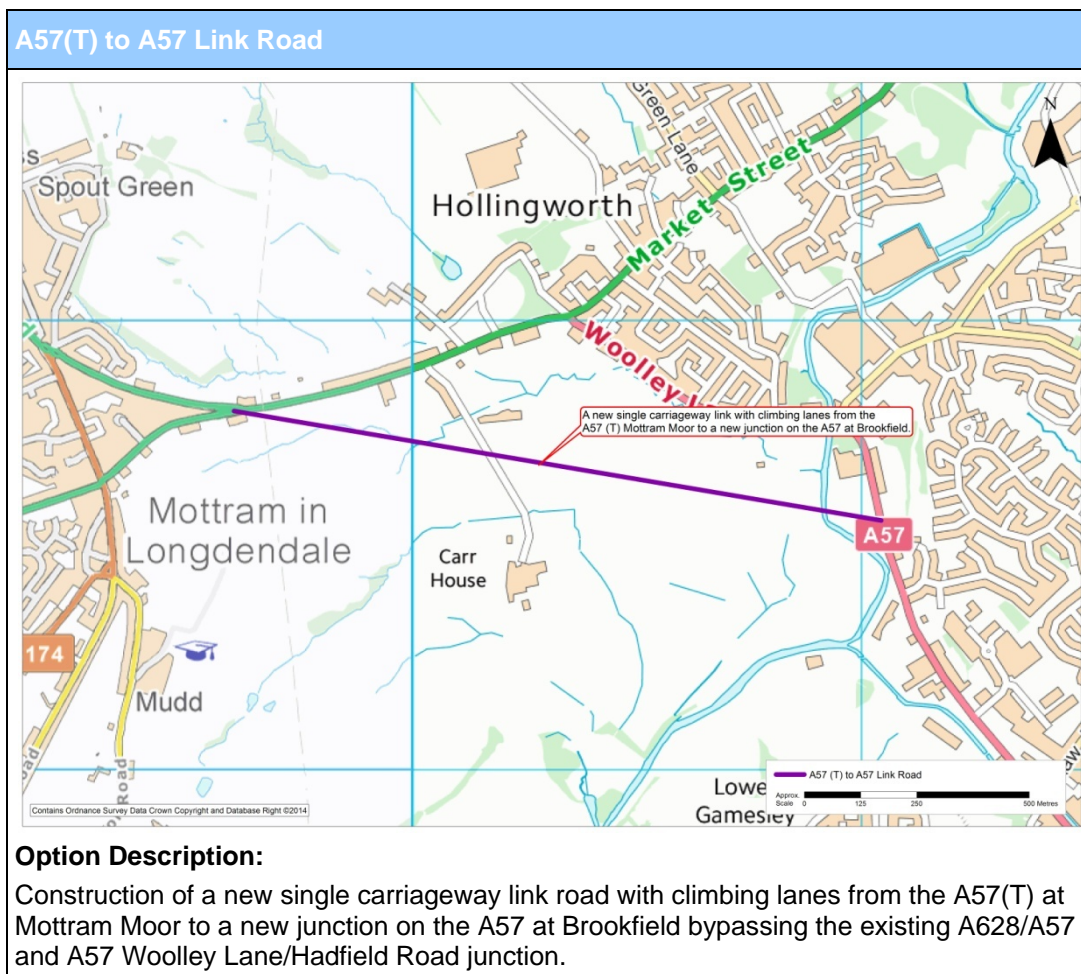 A57(T) to A57 Link Road
Green Lane
N
Spout Green
Hollingworth
Market Street
Woolley
A new single carriageway link with climbing lanes from the
A57 (T) Mottram Moor to a new junction on the A57 at Brookfield.
Mottram in
Longdendale
A57
Carr
House
174
Mudd
Road
A57 (T) to A57 Link Road
Approx.
Scale 0 125 250 500 Metres
Contains Ordnance Survey Data Crown Copyright and Database Right ©2014
Lowe
Gamesley
Option Description:
Construction of a new single carriageway link road with climbing lanes from the A57(T) at
Mottram Moor to a new junction on the A57 at Brookfield bypassing the existing A628/A57
and A57 Woolley Lane/Hadfield Road junction.